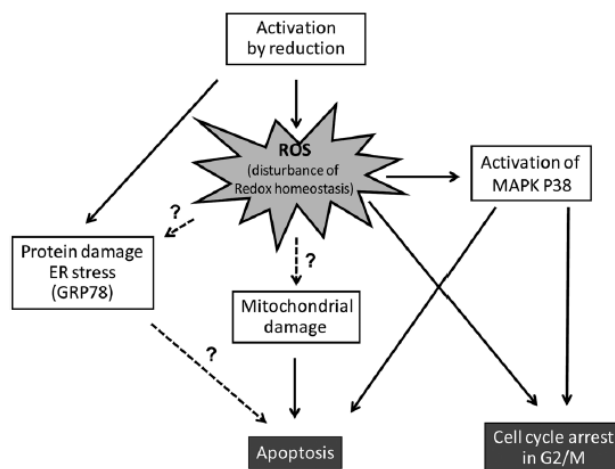 Activation
by reduction
ROS
(disturbance of
Redox homeostasis)
Activation of
MAPK P38
?
?
Protein damage
ER stress
(GRP78)
Mitochondrial
damage
?
Apoptosis
Cell cycle arrest
in G2/M